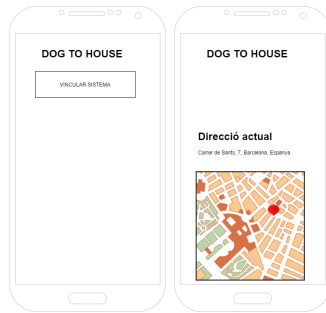 DOG TO HOUSE
VINCULAR SISTEMA
DOG TO HOUSE
Direcció actual
Carrer de Sants, 7, Barcelona, Espanya